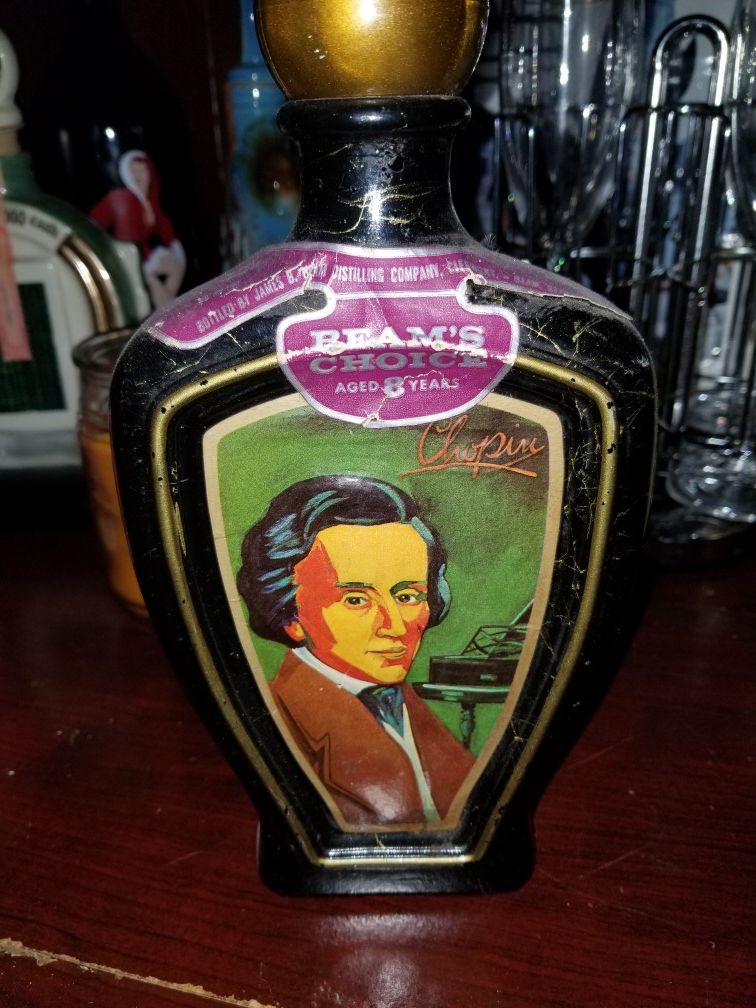 BOTTLED BY JAMES B. BEAM DISTILLING COMPANY,
BEAM'S
CHOICE
AGED 8 YEARS
Chopin